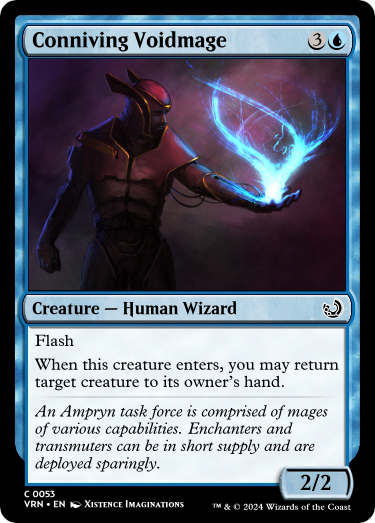 Conniving Voidmage 3
Creature — Human Wizard
Flash
When this creature enters, you may return
target creature to its owner's hand.
An Ampryn task force is comprised of mages
of various capabilities. Enchanters and
transmuters can be in short supply and are
deployed sparingly.
2/2
C 0053
VRN • EN Xistence Imaginations
™ & © 2024 Wizards of the Coast